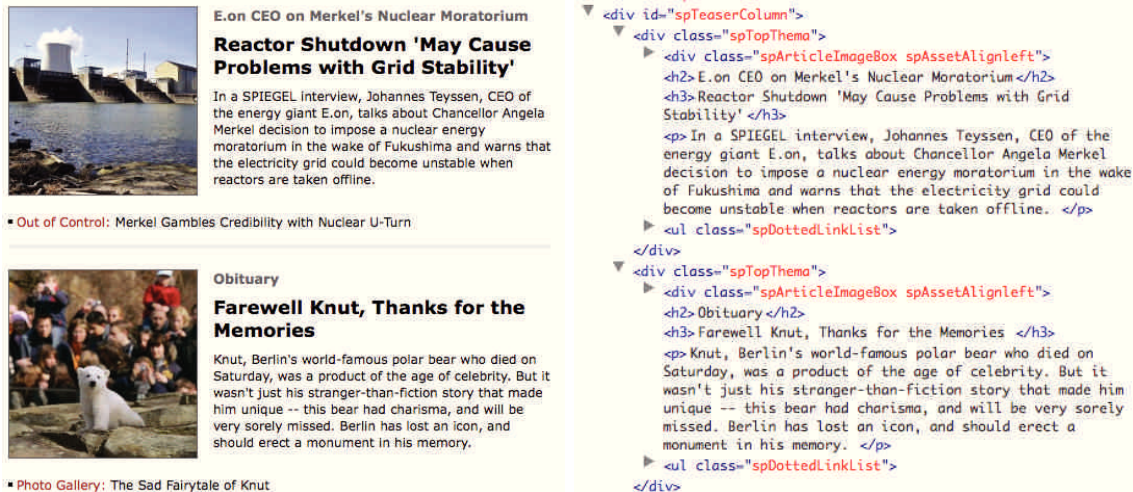 E.on CEO on Merkel's Nuclear Moratorium
Reactor Shutdown 'May Cause
Problems with Grid Stability'
In a SPIEGEL interview, Johannes Teyssen, CEO of
the energy giant E.on, talks about Chancellor Angela
Merkel decision to impose a nuclear energy
moratorium in the wake of Fukushima and warns that
the electricity grid could become unstable when
reactors are taken offline.
▪ Out of Control: Merkel Gambles Credibility with Nuclear U-Turn
Obituary
Farewell Knut, Thanks for the
Memories
Knut, Berlin's world-famous polar bear who died on
Saturday, was a product of the age of celebrity. But it
wasn't just his stranger-than-fiction story that made
him unique -- this bear had charisma, and will be
very sorely missed. Berlin has lost an icon, and
should erect a monument in his memory.
▪ Photo Gallery: The Sad Fairytale of Knut
▼ <div id="spTeaserColumn">
▼ <div class="spTopThema">
▶ <div class="spArticleImageBox spAssetAlignleft">
<h2>E.on CEO on Merkel's Nuclear Moratorium</h2>
<h3>Reactor Shutdown 'May Cause Problems with Grid
Stability'</h3>
<p>In a SPIEGEL interview, Johannes Teyssen, CEO of the
energy giant E.on, talks about Chancellor Angela Merkel
decision to impose a nuclear energy moratorium in the wake
of Fukushima and warns that the electricity grid could
become unstable when reactors are taken offline. </p>
▶ <ul class="spDottedLinkList">
</div>
▼ <div class="spTopThema">
▶ <div class="spArticleImageBox spAssetAlignleft">
<h2>Obituary</h2>
<h3>Farewell Knut, Thanks for the Memories </h3>
<p>Knut, Berlin's world-famous polar bear who died on
Saturday, was a product of the age of celebrity. But it
wasn't just his stranger-than-fiction story that made him
unique -- this bear had charisma, and will be very sorely
missed. Berlin has lost an icon, and should erect a
monument in his memory. </p>
▶ <ul class="spDottedLinkList">
</div>